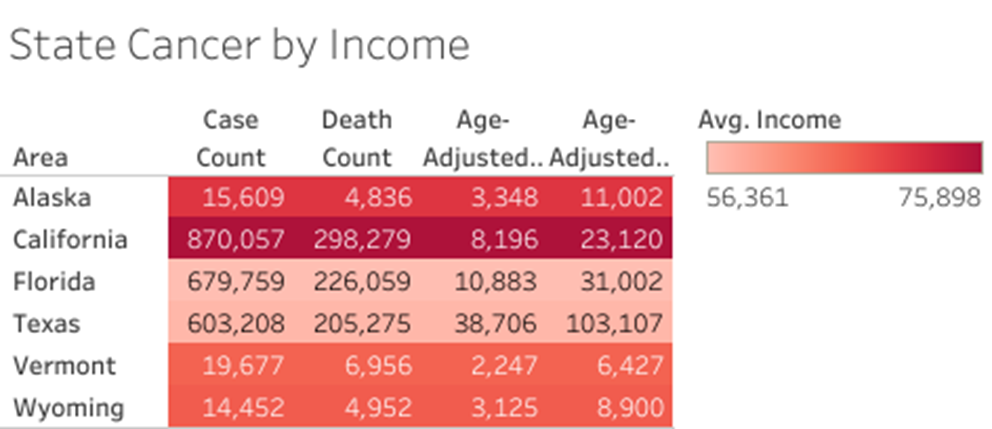 State Cancer by Income
Case Death Age- Age- Avg. Income
Area Count Count Adjusted.. Adjusted..
56,361 75,898
Alaska 15,609 4,836 3,348 11,002
California 870,057 298,279 8,196 23,120
Florida 679,759 226,059 10,883 31,002
Texas 603,208 205,275 38,706 103,107
Vermont 19,677 6,956 2,247 6,427
Wyoming 14,452 4,952 3,125 8,900